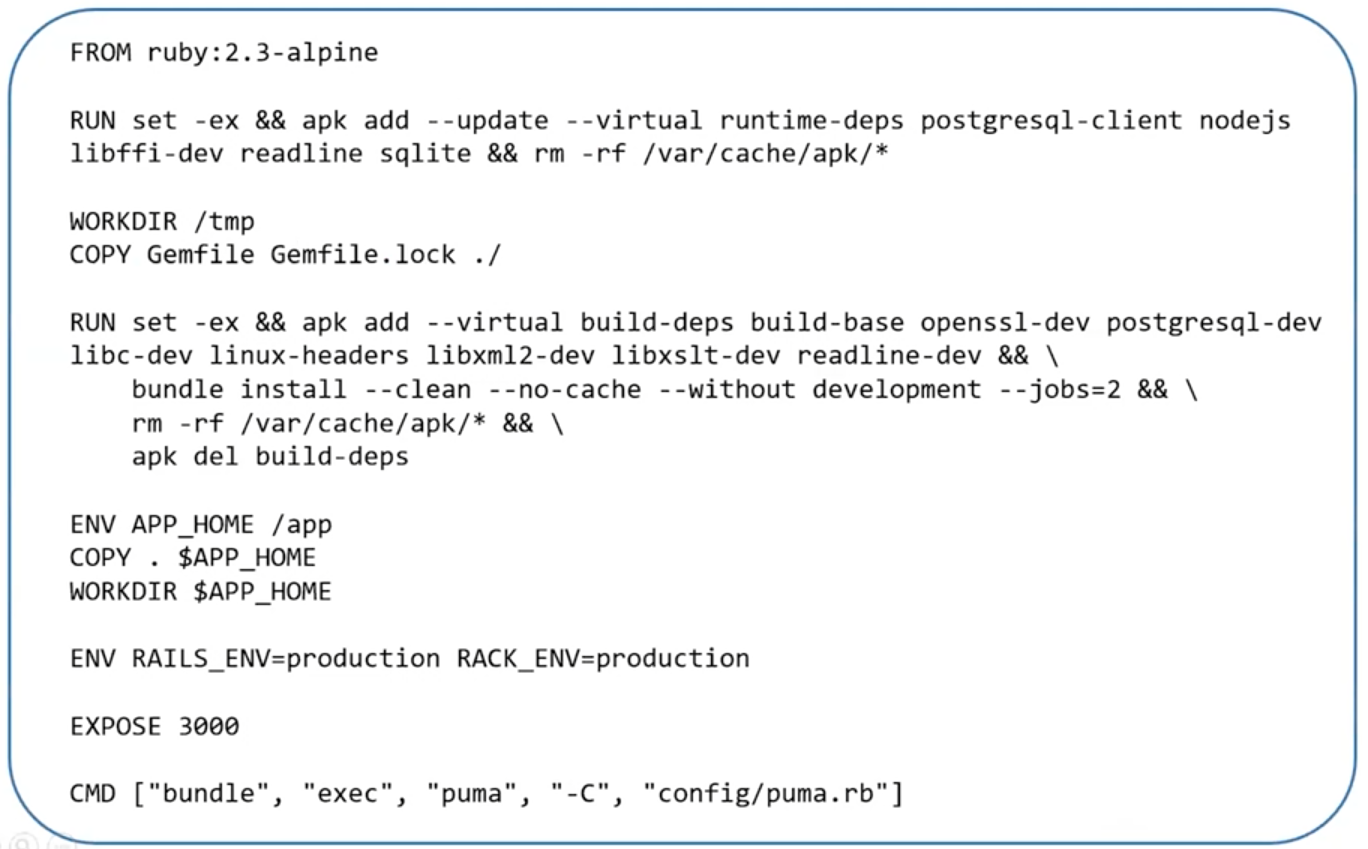 FROM ruby:2.3-alpine
RUN set -ex && apk add --update --virtual runtime-deps postgresql-client nodejs
libffi-dev readline sqlite && rm -rf /var/cache/apk/*
WORKDIR /tmp
COPY Gemfile Gemfile.lock ./
RUN set -ex && apk add --virtual build-deps build-base openssl-dev postgresql-dev
libc-dev linux-headers libxml2-dev libxslt-dev readline-dev && \
    bundle install --clean --no-cache --without development --jobs=2 && \
    rm -rf /var/cache/apk/* && \
    apk del build-deps
ENV APP_HOME /app
COPY . $APP_HOME
WORKDIR $APP_HOME
ENV RAILS_ENV=production RACK_ENV=production
EXPOSE 3000
CMD ["bundle", "exec", "puma", "-C", "config/puma.rb"]